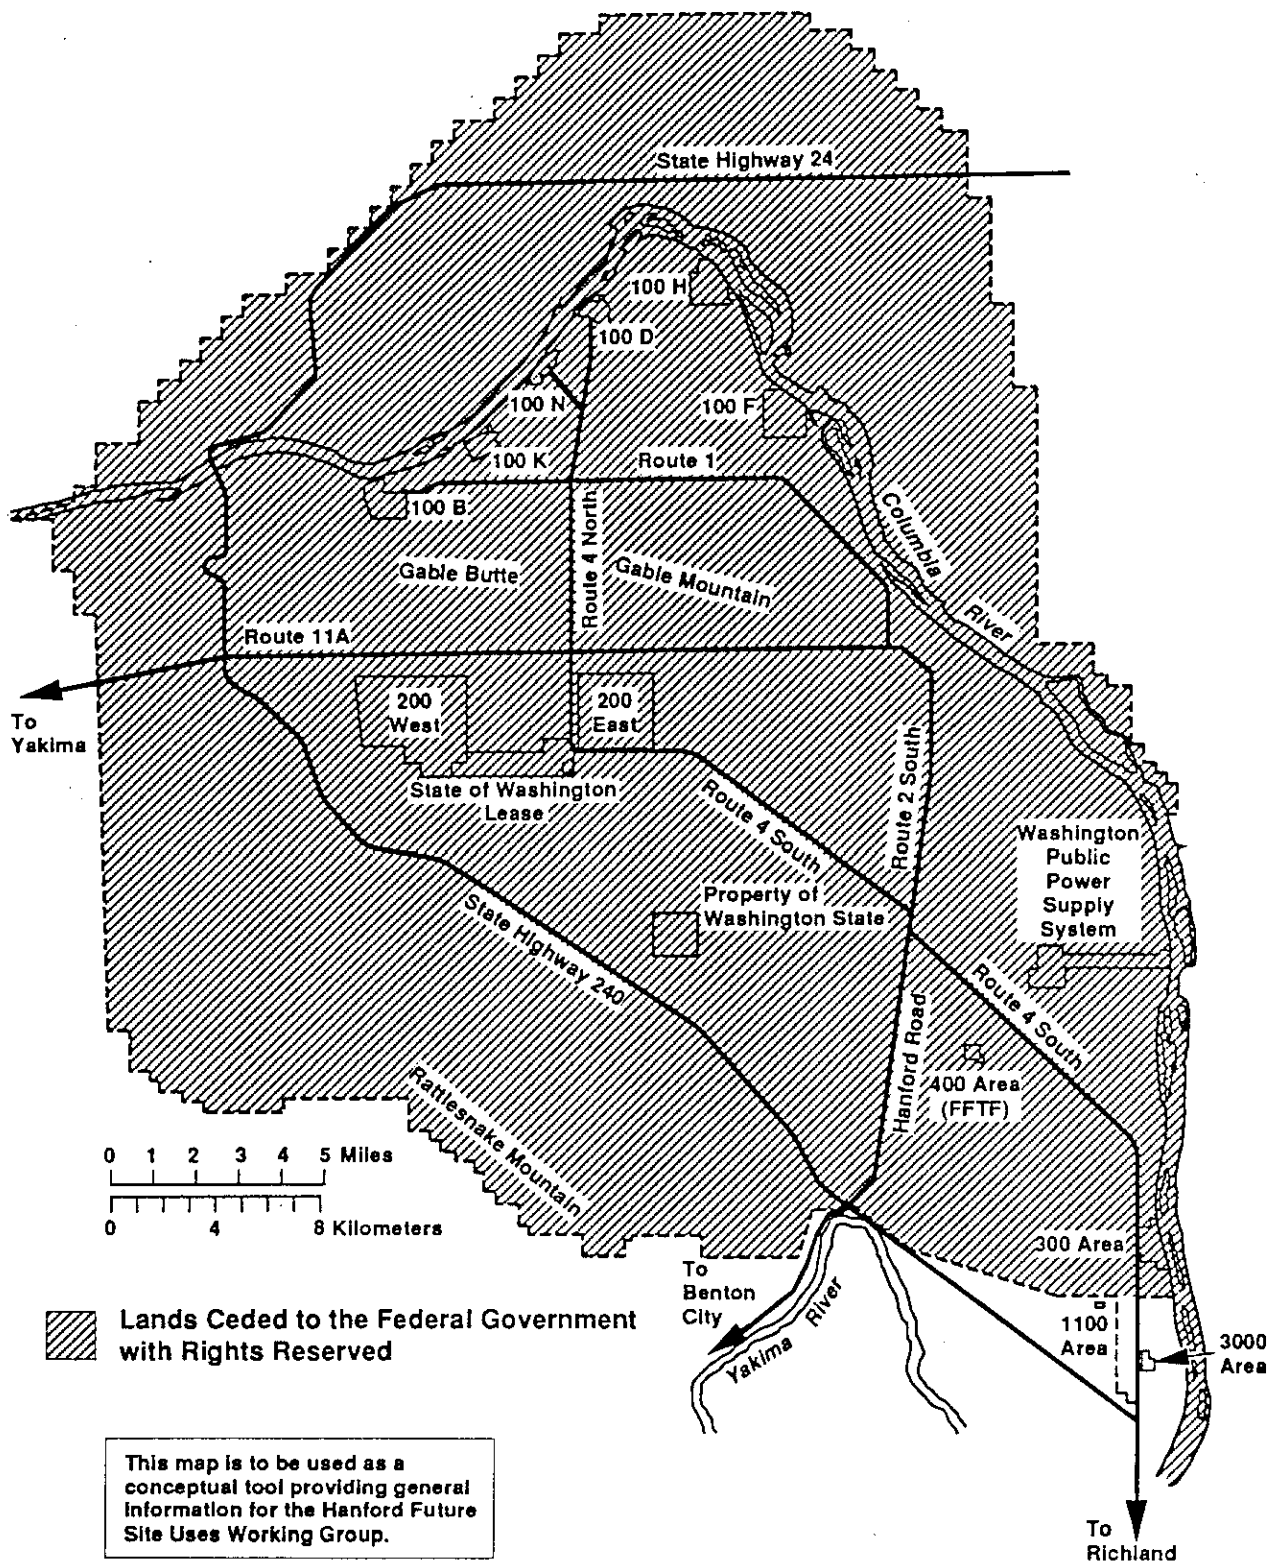 State Highway 24
100 H
100 D
100 N
100 F
100 K
Route 1
100 B
Columbia
River
Route 4 North
Gable Butte
Gable Mountain
Route 11A
To
Yakima
200
West
200
East
State of Washington
Lease
Route 4 South
Route 2 South
Washington
Public
Power
Supply
System
Property of
Washington State
State Highway 240
Route 4 South
Hanford Road
400 Area
(FFTF)
Rattlesnake Mountain
0 1 2 3 4 5 Miles
0 4 8 Kilometers
300 Area
To
Benton
City
Yakima
River
1100
Area
3000
Area
Lands Ceded to the Federal Government
with Rights Reserved
This map is to be used as a
conceptual tool providing general
information for the Hanford Future
Site Uses Working Group.
To
Richland